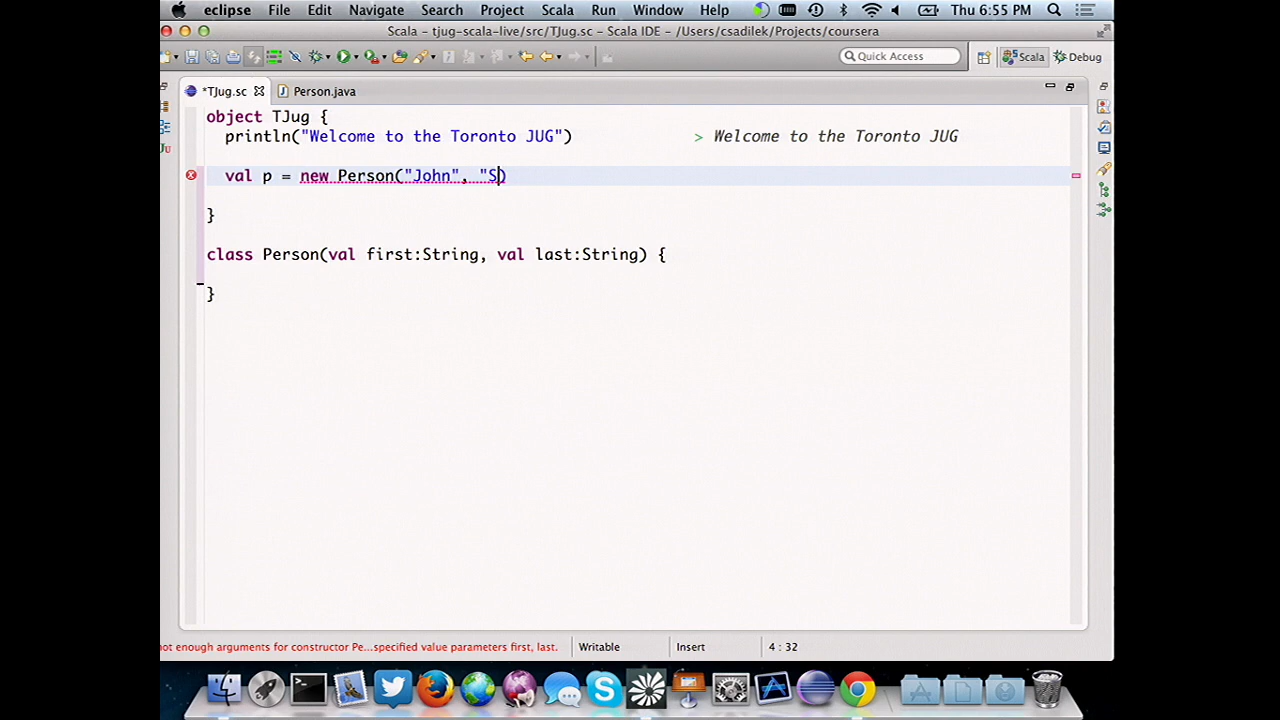 eclipse File Edit Navigate Search Project Scala Run Window Help Thu 6:55 PM
Scala - tjug-scala-live/src/TJug.sc - Scala IDE - /Users/csadilek/Projects/coursera
Quick Access Scala Debug
*TJug.sc Person.java
object TJug {
println("Welcome to the Toronto JUG") > Welcome to the Toronto JUG
val p = new Person("John", "S)
}
class Person(val first:String, val last:String) {
}
not enough arguments for constructor Pe...specified value parameters first, last. Writable Insert 4 : 32